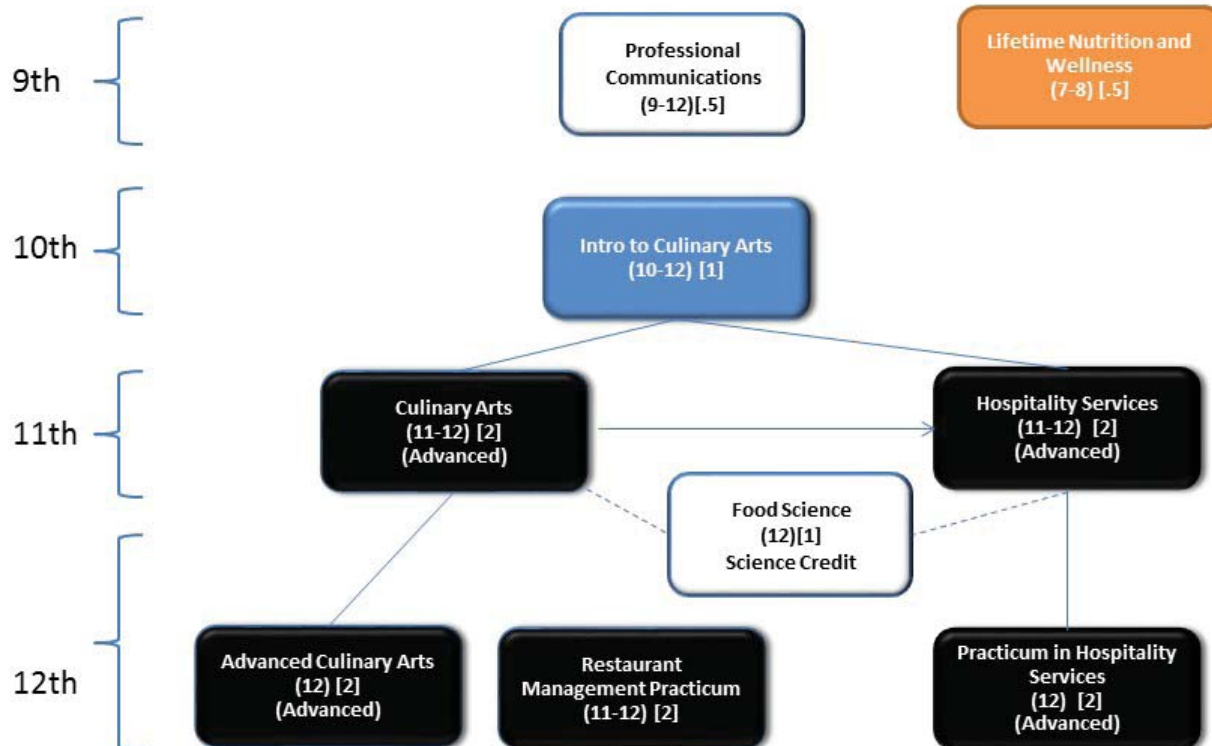 9th
Professional
Communications
(9-12)[.5]
Lifetime Nutrition and
Wellness
(7-8) [.5]
10th
Intro to Culinary Arts
(10-12) [1]
11th
Culinary Arts
(11-12) [2]
(Advanced)
Hospitality Services
(11-12) [2]
(Advanced)
Food Science
(12)[1]
Science Credit
12th
Advanced Culinary Arts
(12) [2]
(Advanced)
Restaurant
Management Practicum
(11-12) [2]
Practicum in Hospitality
Services
(12) [2]
(Advanced)